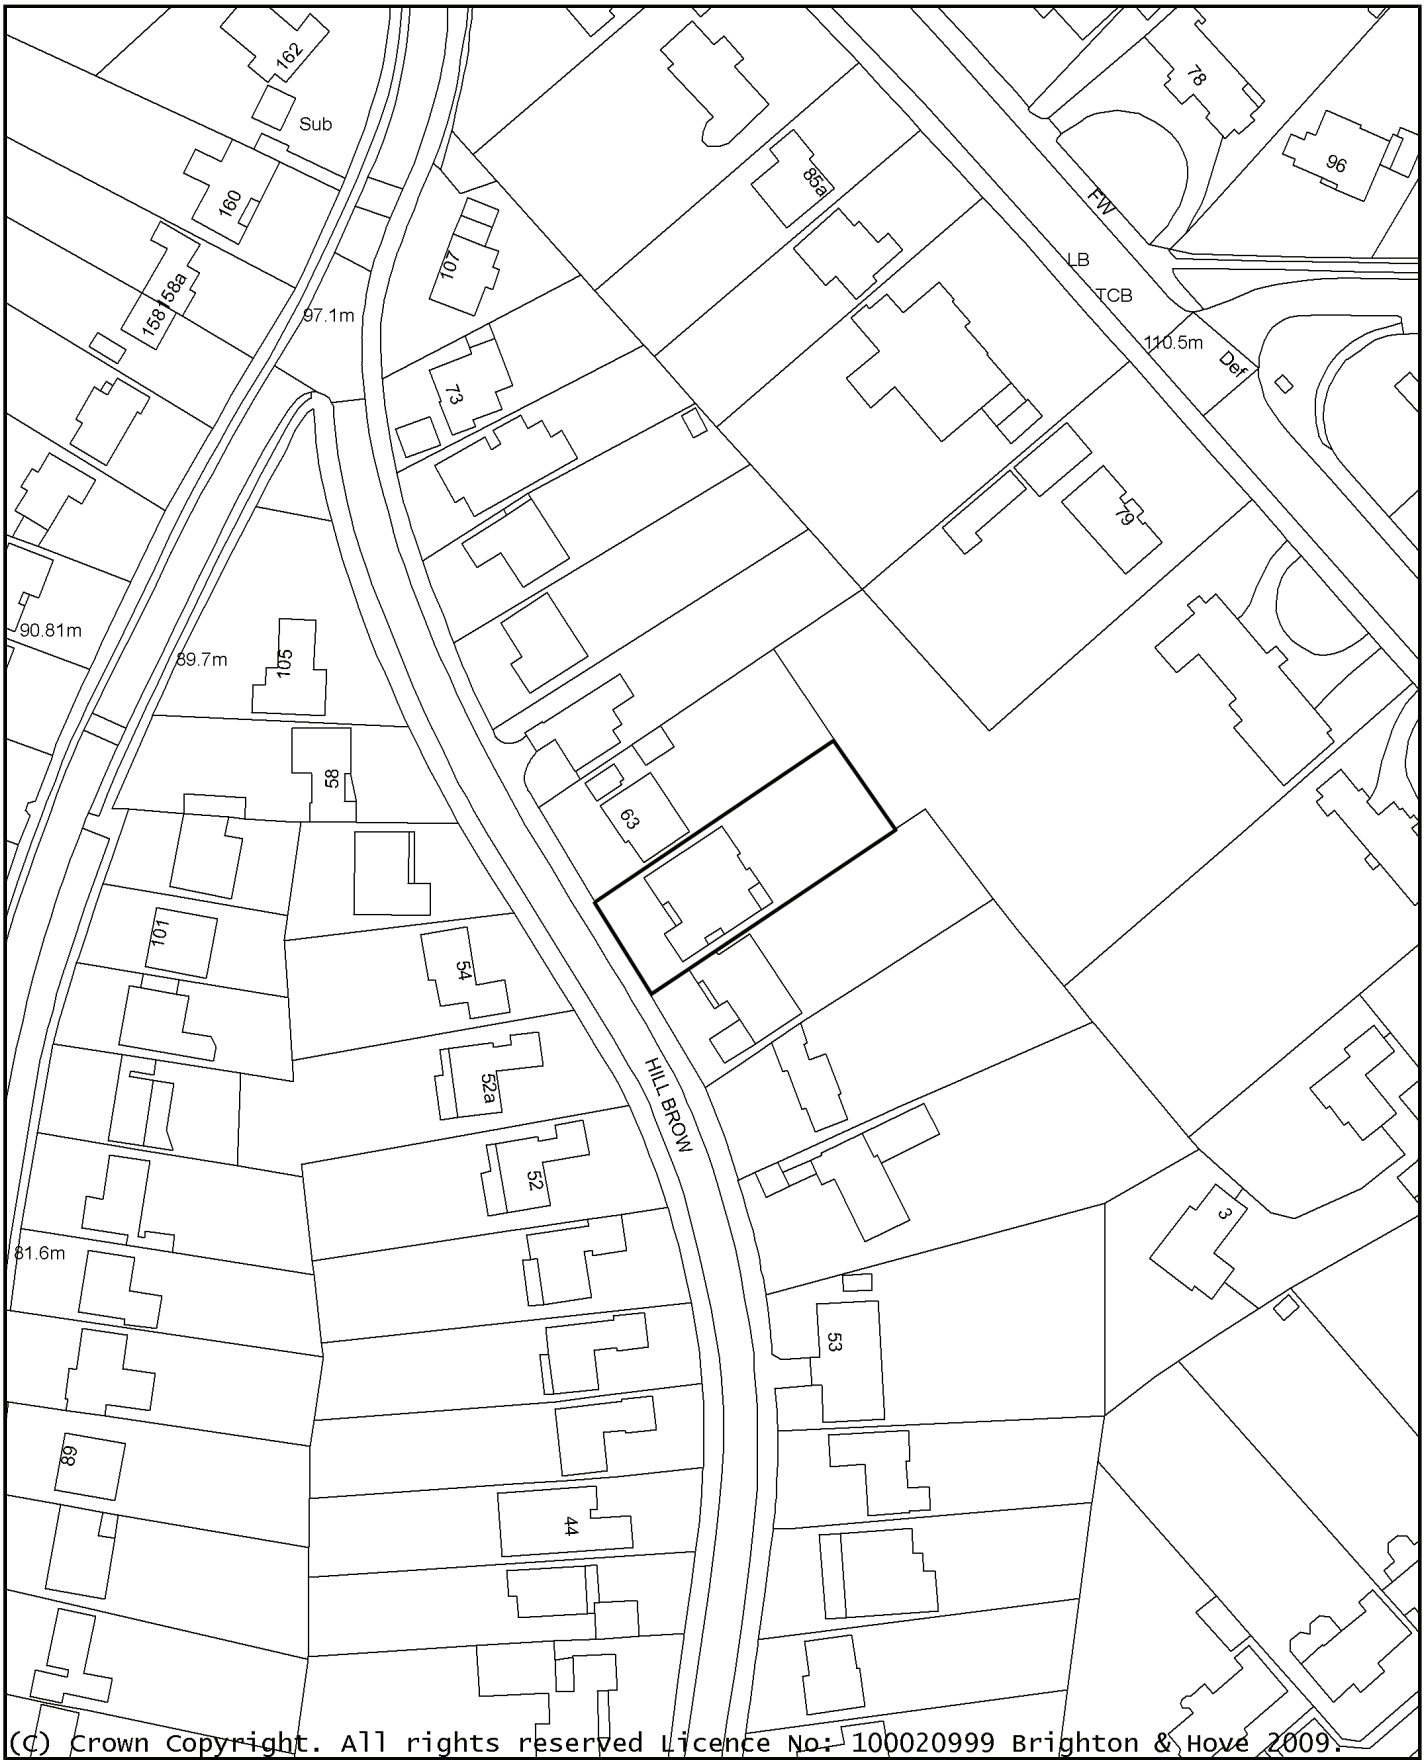 162
78
Sub
96
85a
160
FW
LB
107
158a
TCB
97.1m
158
110.5m
Def
73
79
90.81m
89.7m
105
58
63
101
54
HILL BROW
52a
52
3
81.6m
53
89
44
(C) Crown Copyright. All rights reserved Licence No: 100020999 Brighton & Hove 2009.